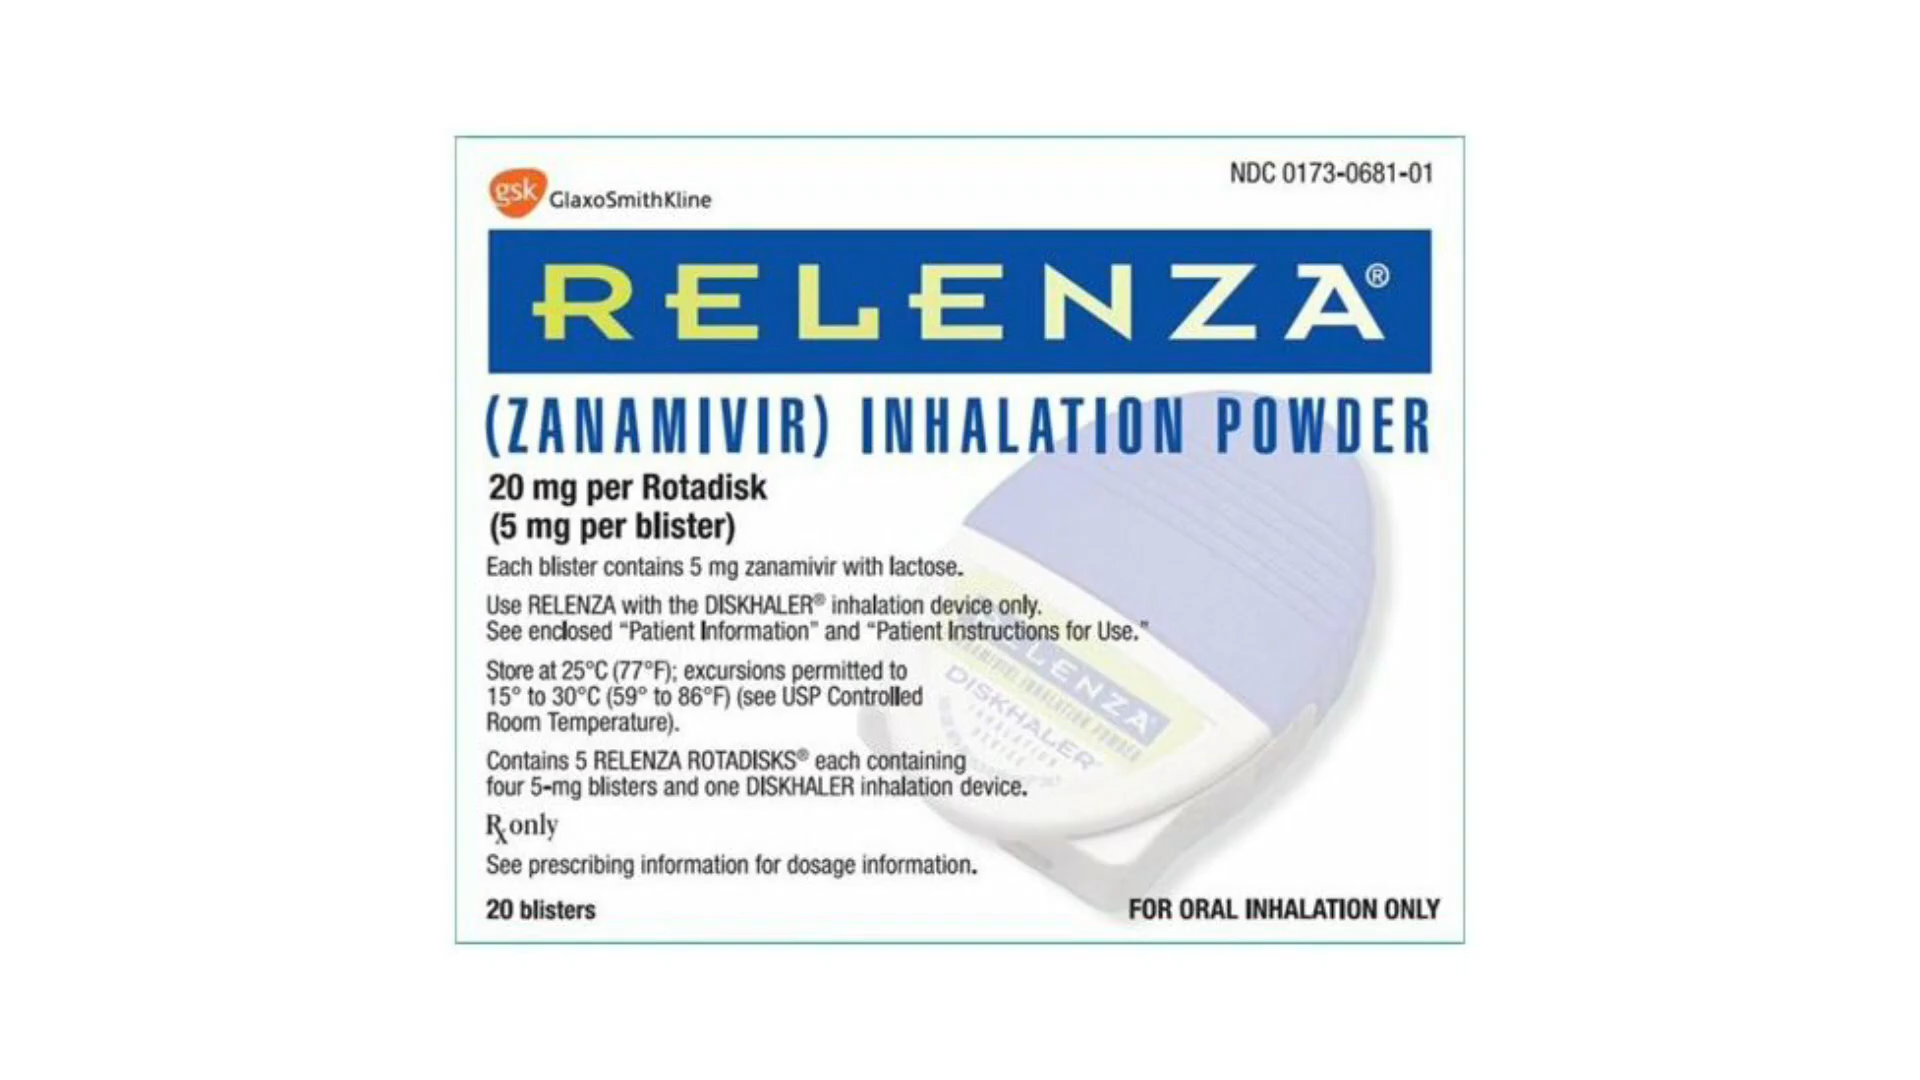 gsk GlaxoSmithKline
NDC 0173-0681-01
RELENZA®
(ZANAMIVIR) INHALATION POWDER
20 mg per Rotadisk
(5 mg per blister)
Each blister contains 5 mg zanamivir with lactose.
Use RELENZA with the DISKHALER® inhalation device only.
See enclosed “Patient Information” and “Patient Instructions for Use.”
Store at 25°C (77°F); excursions permitted to
15° to 30°C (59° to 86°F) (see USP Controlled
Room Temperature).
Contains 5 RELENZA ROTADISKS® each containing
four 5-mg blisters and one DISKHALER inhalation device.
Rx only
See prescribing information for dosage information.
20 blisters
FOR ORAL INHALATION ONLY
RELENZA
DISKHALER
INHALATION
DEVICE